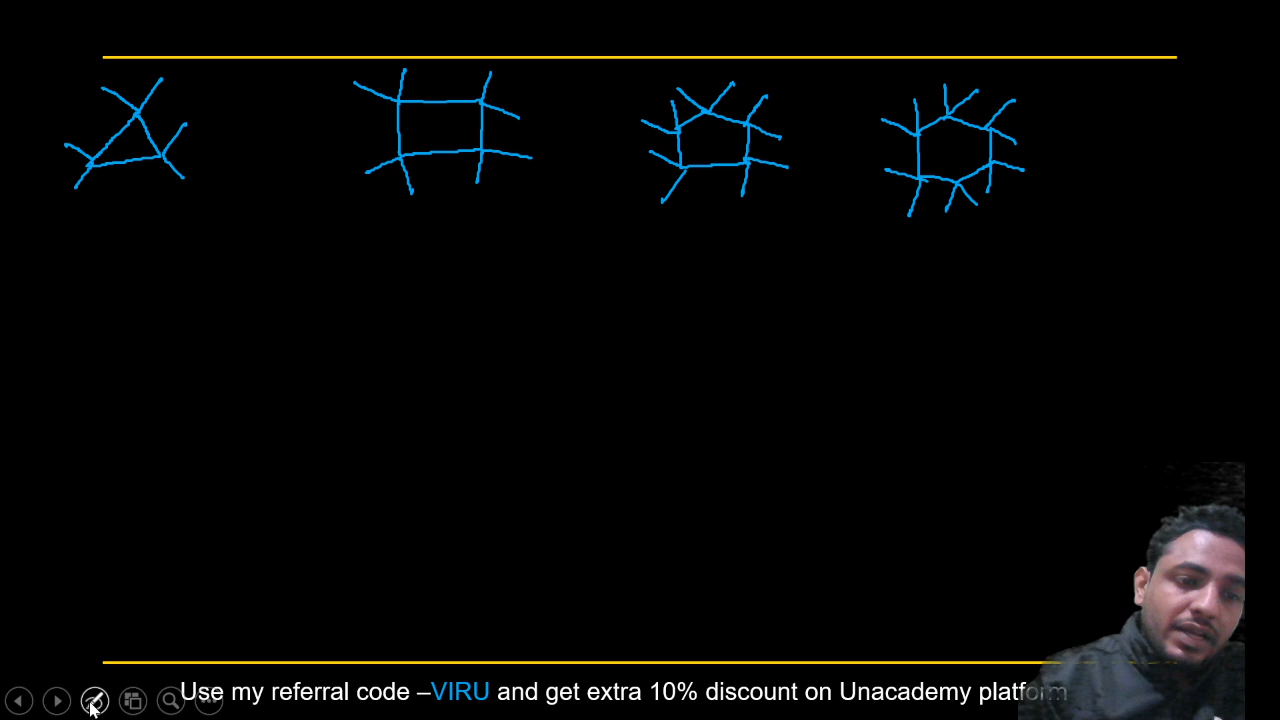 Use my referral code –VIRU and get extra 10% discount on Unacademy platform